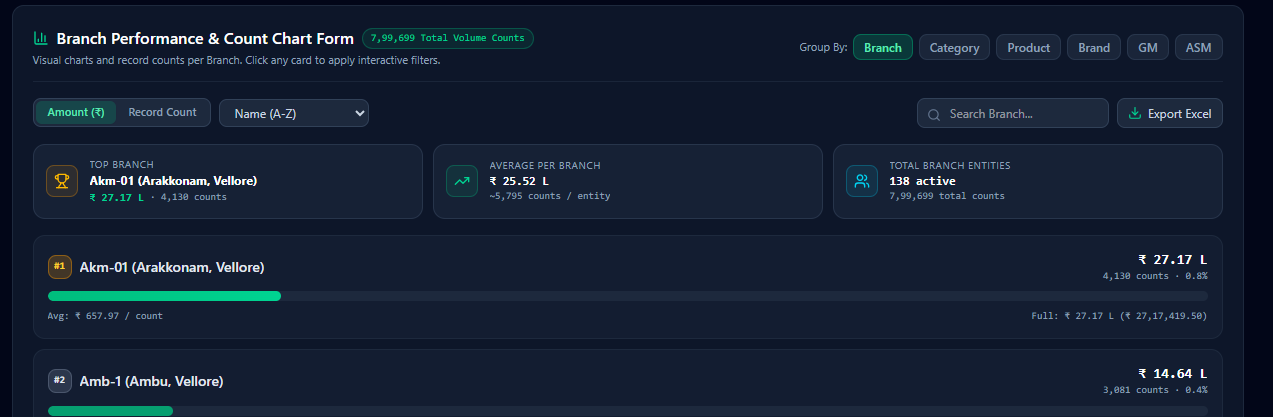 Branch Performance & Count Chart Form 7,99,699 Total Volume Counts
Visual charts and record counts per Branch. Click any card to apply interactive filters.
Group By: Branch Category Product Brand GM ASM
Amount (₹) Record Count Name (A-Z) Search Branch... Export Excel
TOP BRANCH
Akm-01 (Arakkonam, Vellore)
₹ 27.17 L · 4,130 counts
AVERAGE PER BRANCH
₹ 25.52 L
~5,795 counts / entity
TOTAL BRANCH ENTITIES
138 active
7,99,699 total counts
#1 Akm-01 (Arakkonam, Vellore) ₹ 27.17 L
4,130 counts · 0.8%
Avg: ₹ 657.97 / count Full: ₹ 27.17 L (₹ 27,17,419.50)
#2 Amb-1 (Ambu, Vellore) ₹ 14.64 L
3,081 counts · 0.4%